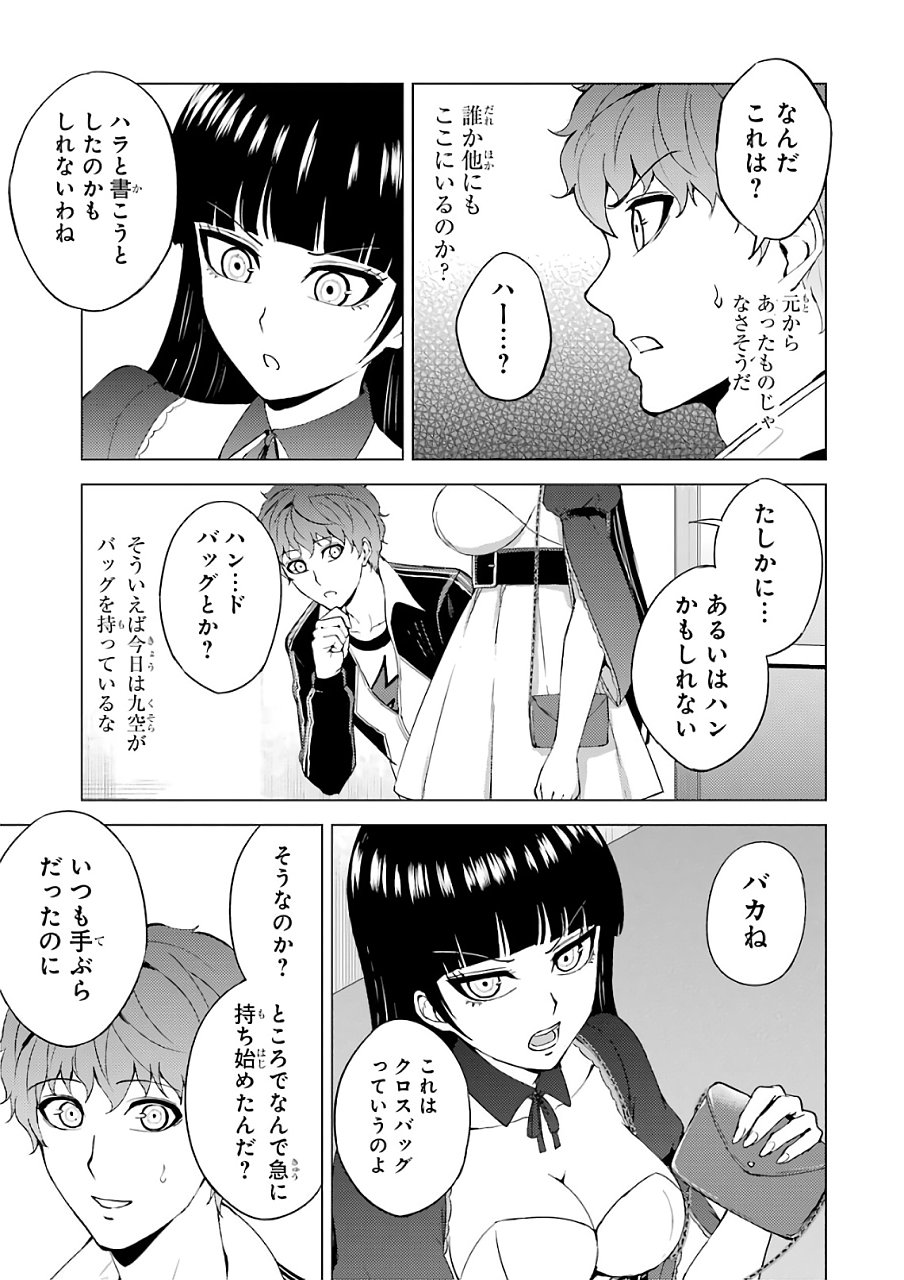 なんだ
これは？
元から
あったものじゃ
なさそうだ
誰か他にも
ここにいるのか？
ハー…？
ハラと書こうと
したのかも
しれないわね
たしかに…
あるいはハン
かもしれない
ハン…ド
バッグとか？
そういえば今日は九空が
バッグを持っているな
バカね
これは
クロスバッグ
っていうのよ
そうなのか？
ところでなんで急に
持ち始めたんだ？
いつも手ぶら
だったのに